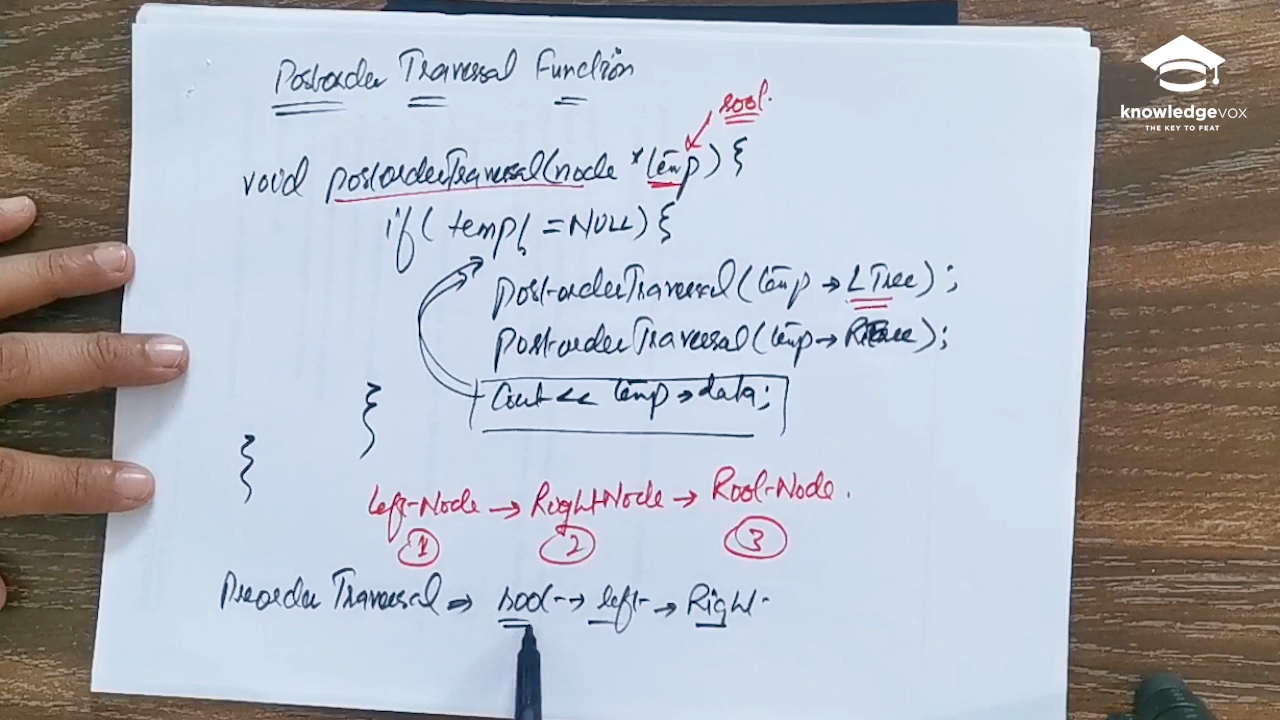 Postorder Traversal Function
root.
void postorderTraversal(node *temp) {
if( temp! =NULL) {
postorderTraversal(temp→LTree);
postorderTraversal(temp→RTree);
Cout<< temp→data;
}
}
Left-Node → Right-Node → Root-Node.
1 2 3
Preorder Traversal ⇒ root → left → Right
knowledgevox
THE KEY TO FEAT